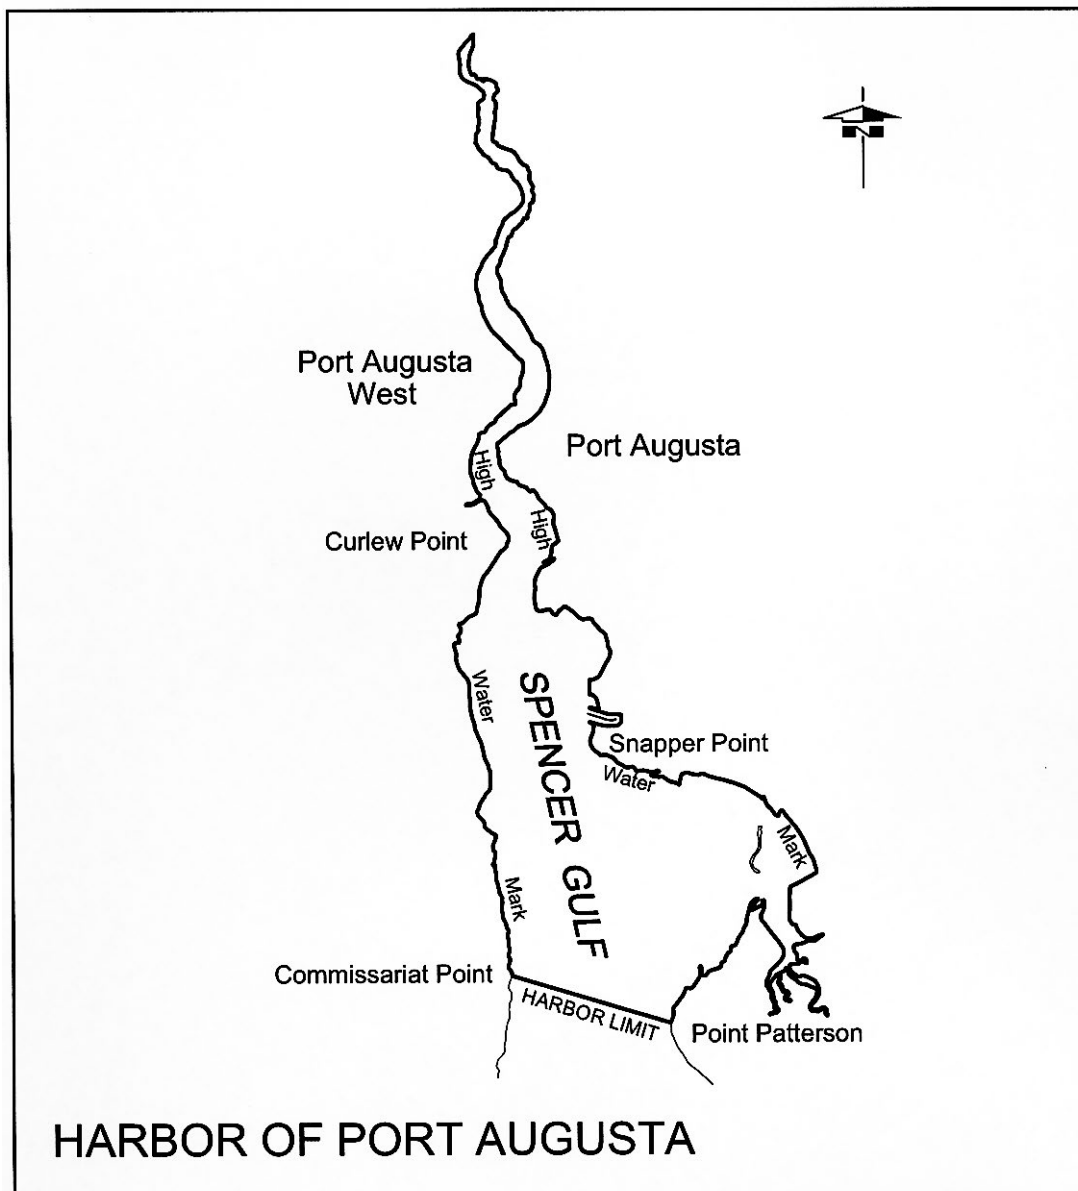 N
Port Augusta
West
Port Augusta
High
High
Curlew Point
Water
SPENCER GULF
Snapper Point
Water
Mark
Mark
Commissariat Point
HARBOR LIMIT
Point Patterson
HARBOR OF PORT AUGUSTA